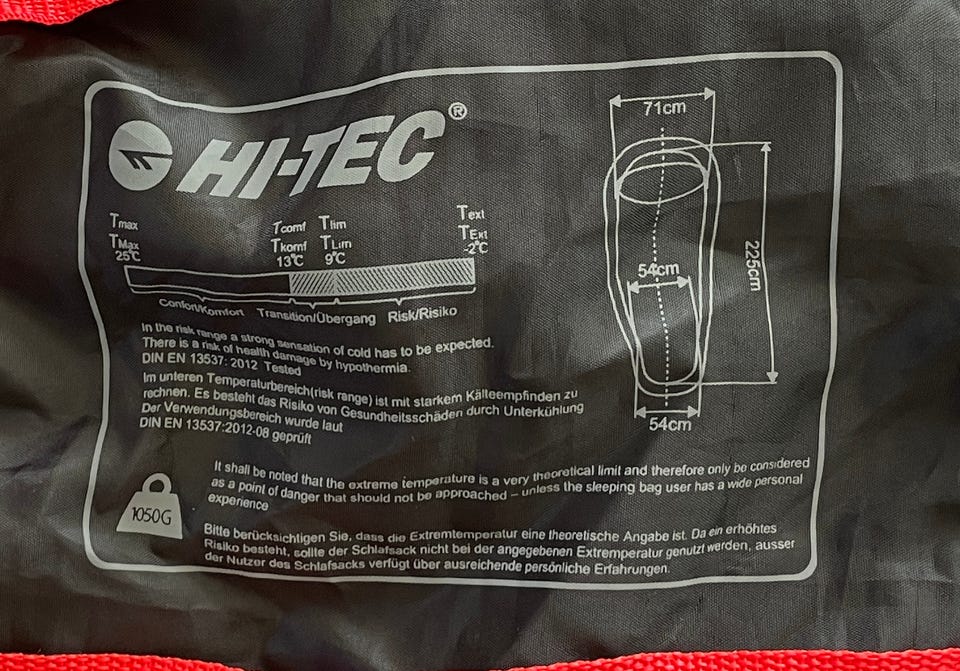 HI-TEC®
Tmax Tcomf Tlim Text
TMax Tkomf TLim TExt
25℃ 13℃ 9℃ -2℃
Comfort/Komfort Transition/Übergang Risk/Risiko
In the risk range a strong sensation of cold has to be expected.
There is a risk of health damage by hypothermia.
DIN EN 13537: 2012 Tested
Im unteren Temperaturbereich(risk range) ist mit starkem Kälteempfinden zu
rechnen. Es besteht das Risiko von Gesundheitsschäden durch Unterkühlung
Der Verwendungsbereich wurde laut
DIN EN 13537:2012-08 geprüft
71cm
225cm
54cm
54cm
1050G
It shall be noted that the extreme temperature is a very theoretical limit and therefore only be considered
as a point of danger that should not be approached – unless the sleeping bag user has a wide personal
experience
Bitte berücksichtigen Sie, dass die Extremtemperatur eine theoretische Angabe ist. Da ein erhöhtes
Risiko besteht, sollte der Schlafsack nicht bei der angegebenen Extremperatur genutzt werden, ausser
der Nutzer des Schlafsacks verfügt über ausreichende persönliche Erfahrungen.